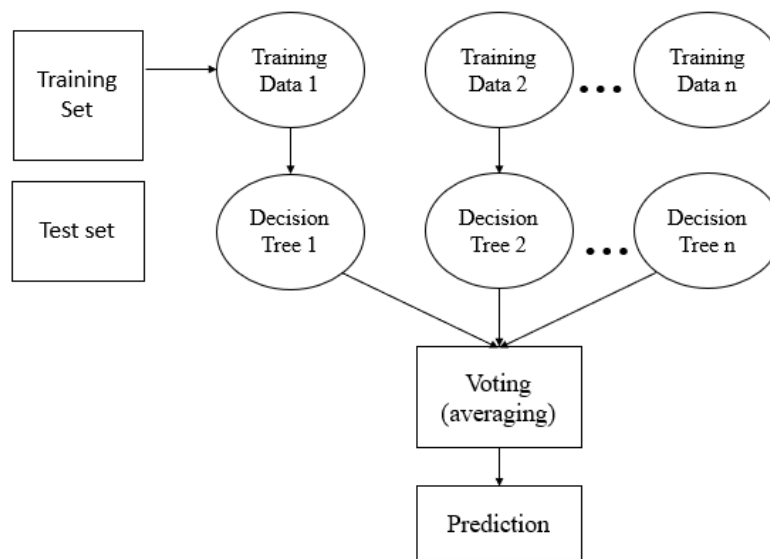 Training
Set
Training
Data 1
Training
Data 2
...
Training
Data n
Test set
Decision
Tree 1
Decision
Tree 2
...
Decision
Tree n
Voting
(averaging)
Prediction